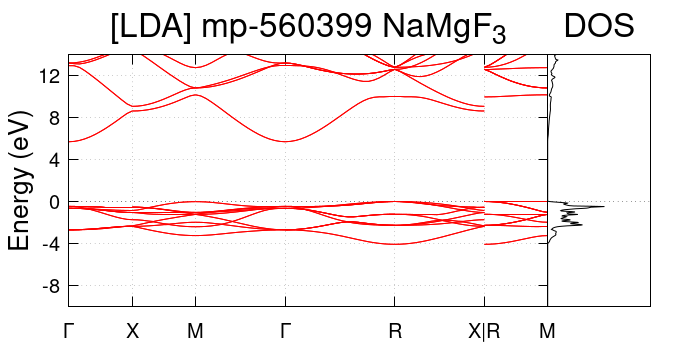 [LDA] mp-560399 NaMgF3 DOS
Energy (eV)
12
8
4
0
-4
-8
Γ X M Γ R X|R M